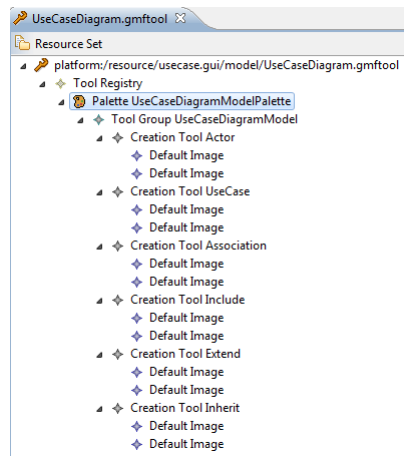 UseCaseDiagram.gmftool
Resource Set
platform:/resource/usecase.gui/model/UseCaseDiagram.gmftool
Tool Registry
Palette UseCaseDiagramModelPalette
Tool Group UseCaseDiagramModel
Creation Tool Actor
Default Image
Default Image
Creation Tool UseCase
Default Image
Default Image
Creation Tool Association
Default Image
Default Image
Creation Tool Include
Default Image
Default Image
Creation Tool Extend
Default Image
Default Image
Creation Tool Inherit
Default Image
Default Image